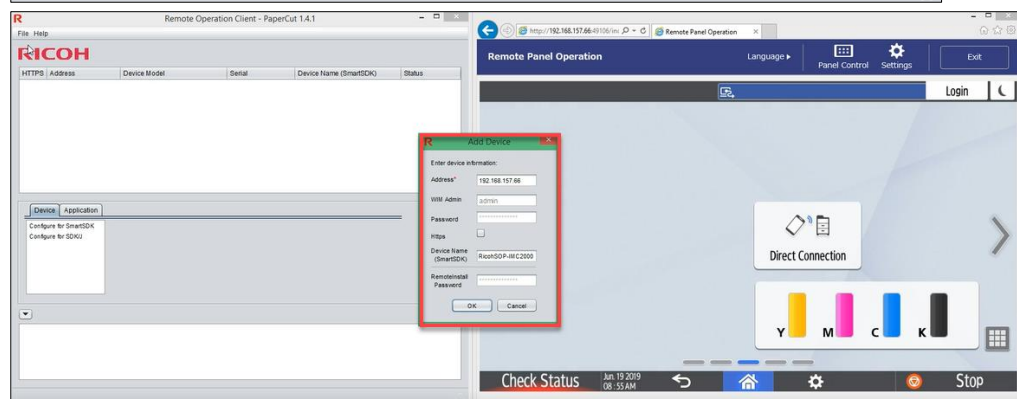 Remote Operation Client - PaperCut 1.4.1
File Help
RICOH
HTTPS Address Device Model Serial Device Name (SmartSDK) Status
Device Application
Configure for SmartSDK
Configure for SDK/J
Add Device
Enter device information:
Address* 192.168.157.66
WIM Admin admin
Password
Https
Device Name
(SmartSDK) RicohSOP-IMC2000
RemoteInstall
Password
OK Cancel
http://192.168.157.66:49106/inc
Remote Panel Operation
Remote Panel Operation
Language
Panel Control
Settings
Exit
Login
Direct Connection
Y M C K
Check Status
Jun. 19 2019
08:55 AM
Stop